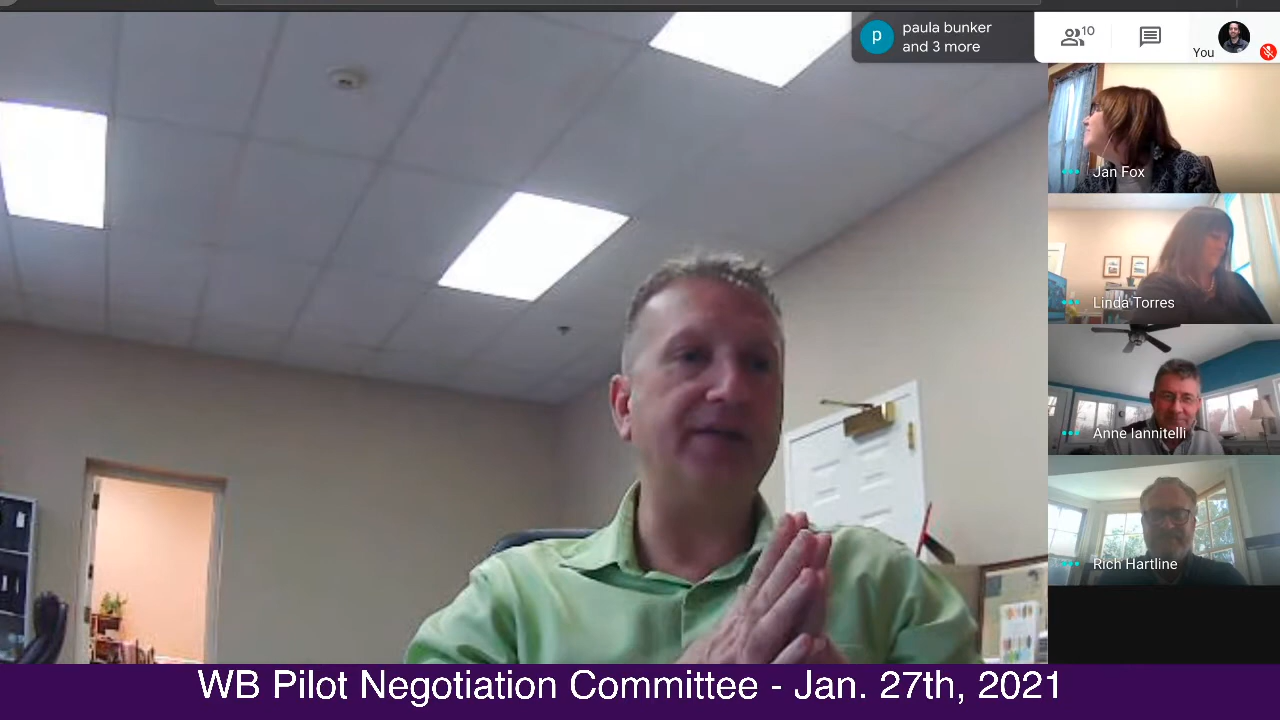 paula bunker
and 3 more
p
10
You
Jan Fox
Linda Torres
Anne Iannitelli
Rich Hartline
WB Pilot Negotiation Committee - Jan. 27th, 2021